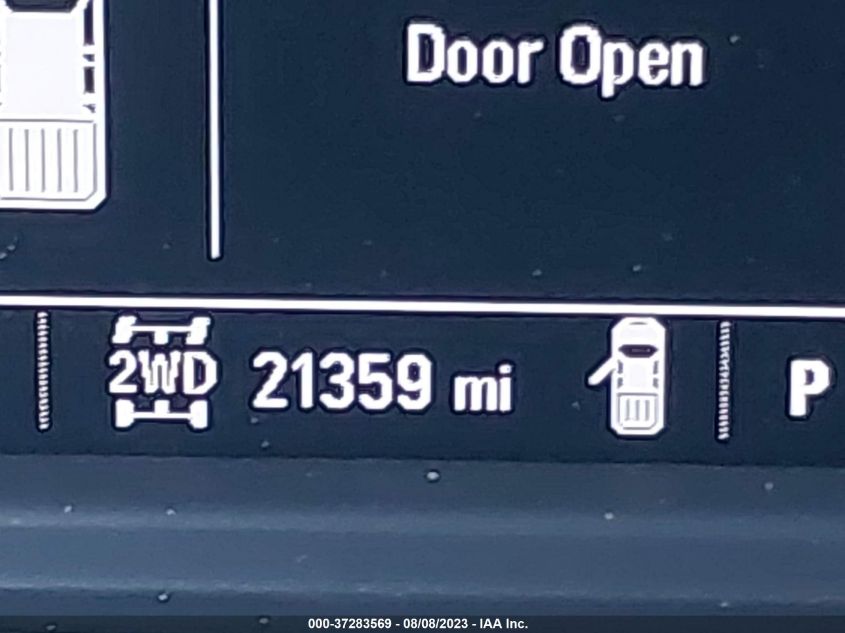 Door Open
2WD 21359 mi P
000-37283569 - 08/08/2023 - IAA Inc.